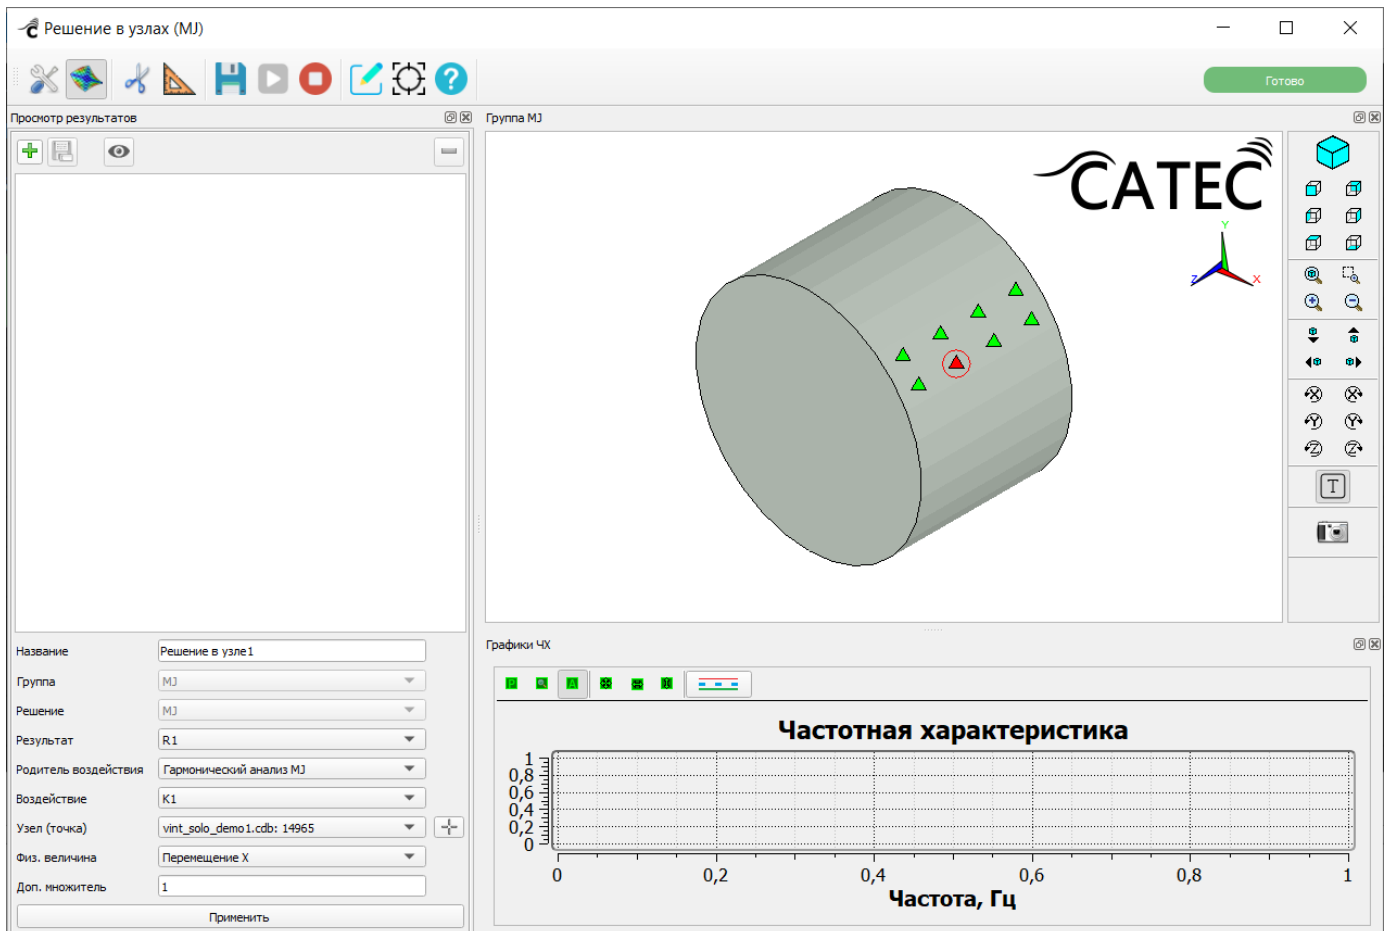 Решение в узлах (MJ)
Готово
Просмотр результатов
Группа MJ
CATEC
Y
Z
X
X
X
Y
Y
Z
Z
T
Название
Решение в узле1
Группа
MJ
Решение
MJ
Результат
R1
Родитель воздействия
Гармонический анализ MJ
Воздействие
K1
Узел (точка)
vint_solo_demo1.cdb: 14965
Физ. величина
Перемещение X
Доп. множитель
1
Применить
Графики ЧХ
P
A
Частотная характеристика
1
0,8
0,6
0,4
0,2
0
0
0,2
0,4
0,6
0,8
1
Частота, Гц